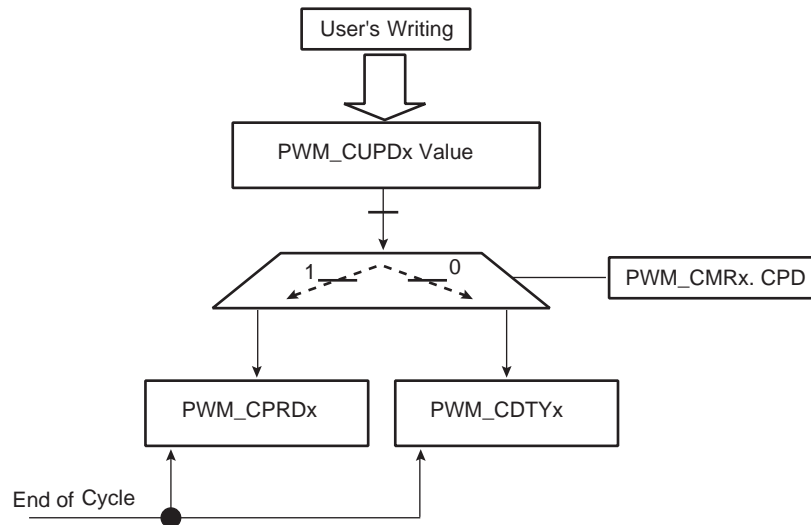 User's Writing
PWM_CUPDx Value
1
0
PWM_CMRx. CPD
PWM_CPRDx
PWM_CDTYx
End of Cycle